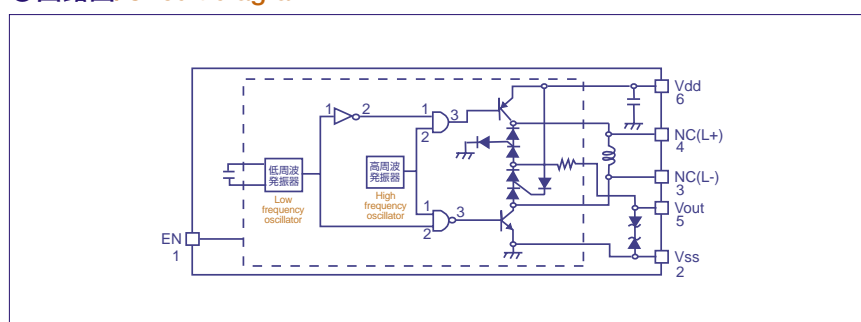 1 2
1 3
2
Vdd
6
NC(L+)
4
低周波
発振器
Low
frequency
oscillator
高周波
発振器
High
frequency
oscillator
NC(L-)
3
Vout
5
1 3
2
EN
1
Vss
2